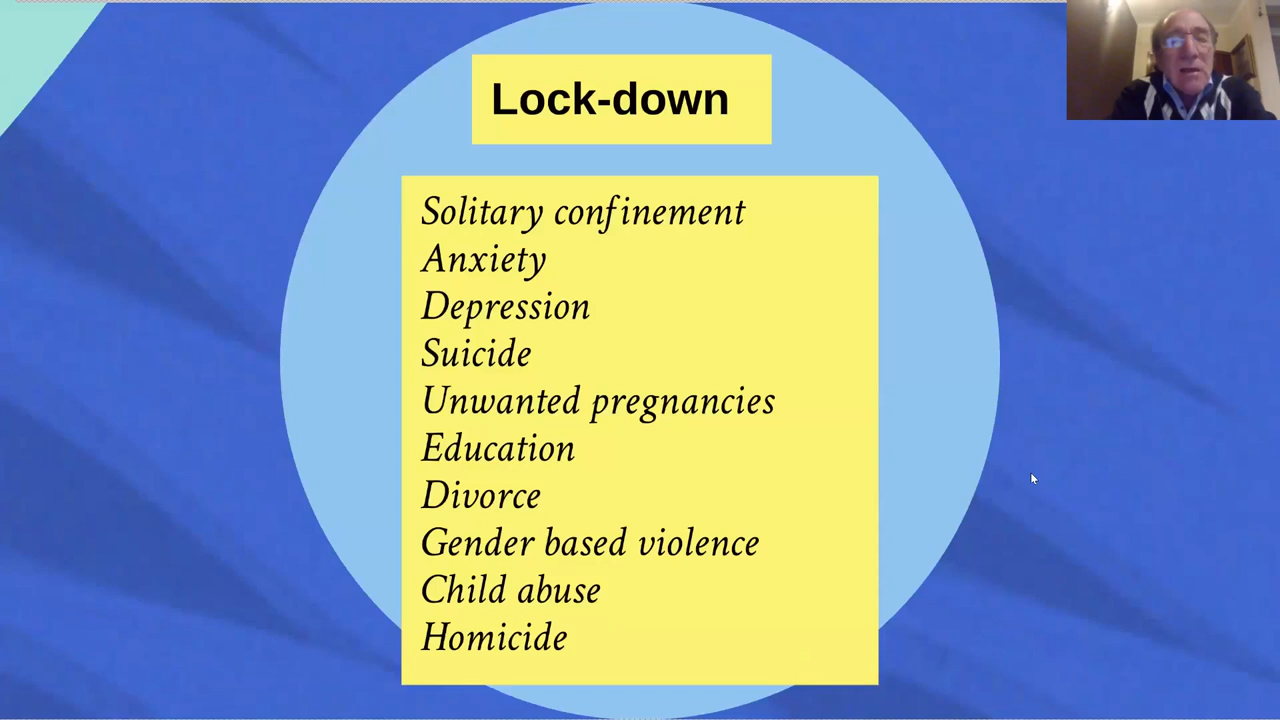 Lock-down
Solitary confinement
Anxiety
Depression
Suicide
Unwanted pregnancies
Education
Divorce
Gender based violence
Child abuse
Homicide